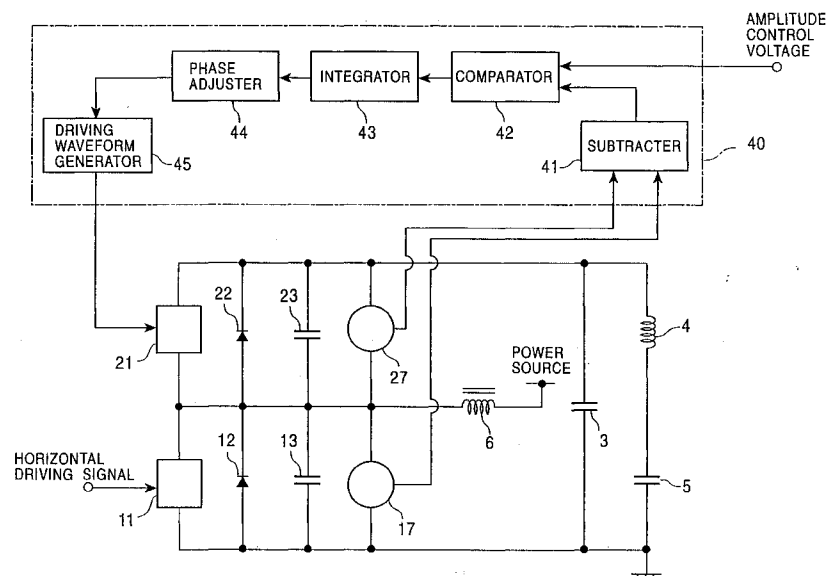 AMPLITUDE
CONTROL
VOLTAGE
PHASE
ADJUSTER
INTEGRATOR
COMPARATOR
44
43
42
DRIVING
WAVEFORM
GENERATOR
45
SUBTRACTER
41
40
22
23
21
27
4
POWER
SOURCE
6
3
HORIZONTAL
DRIVING SIGNAL
12
13
11
17
5